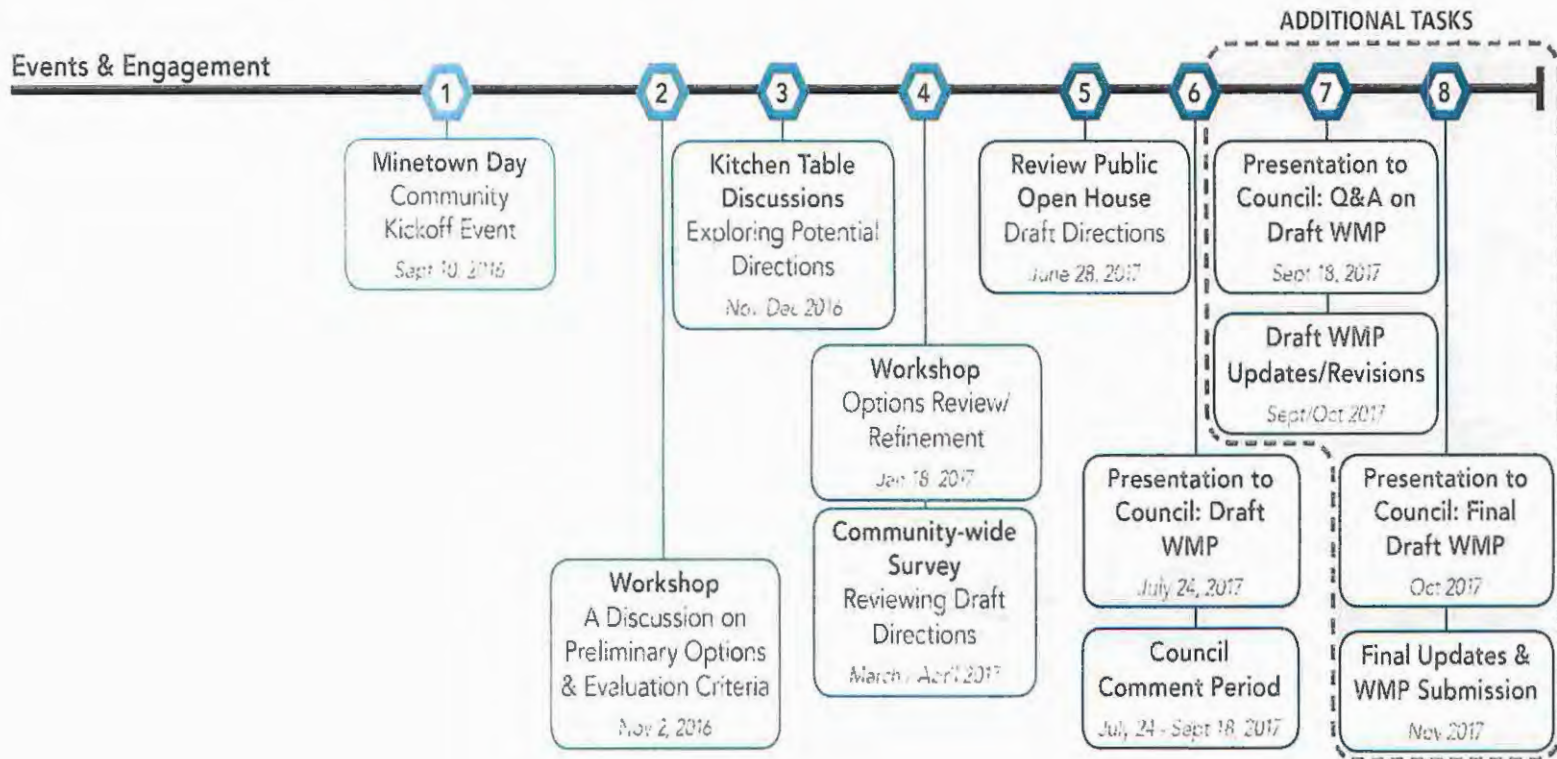 ADDITIONAL TASKS
Events & Engagement
1
2
3
4
5
6
7
8
Minetown Day
Community
Kickoff Event
Sept 10, 2016
Workshop
A Discussion on
Preliminary Options
& Evaluation Criteria
Nov 2, 2016
Kitchen Table
Discussions
Exploring Potential
Directions
Nov Dec 2016
Workshop
Options Review/
Refinement
Jan 18, 2017
Community-wide
Survey
Reviewing Draft
Directions
March / April 2017
Review Public
Open House
Draft Directions
June 28, 2017
Presentation to
Council: Draft
WMP
July 24, 2017
Council
Comment Period
July 24 - Sept 18, 2017
Presentation to
Council: Q&A on
Draft WMP
Sept 18, 2017
Draft WMP
Updates/Revisions
Sept/Oct 2017
Presentation to
Council: Final
Draft WMP
Oct 2017
Final Updates &
WMP Submission
Nov 2017